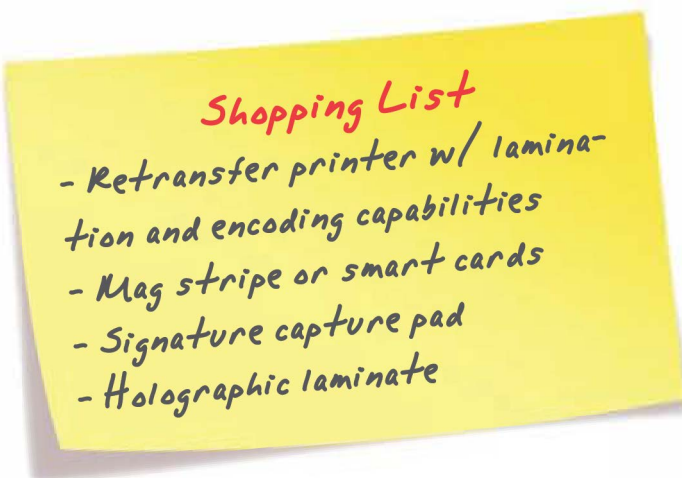 Shopping List
- Retransfer printer w/ lamina-
tion and encoding capabilities
- Mag stripe or smart cards
- Signature capture pad
- Holographic laminate